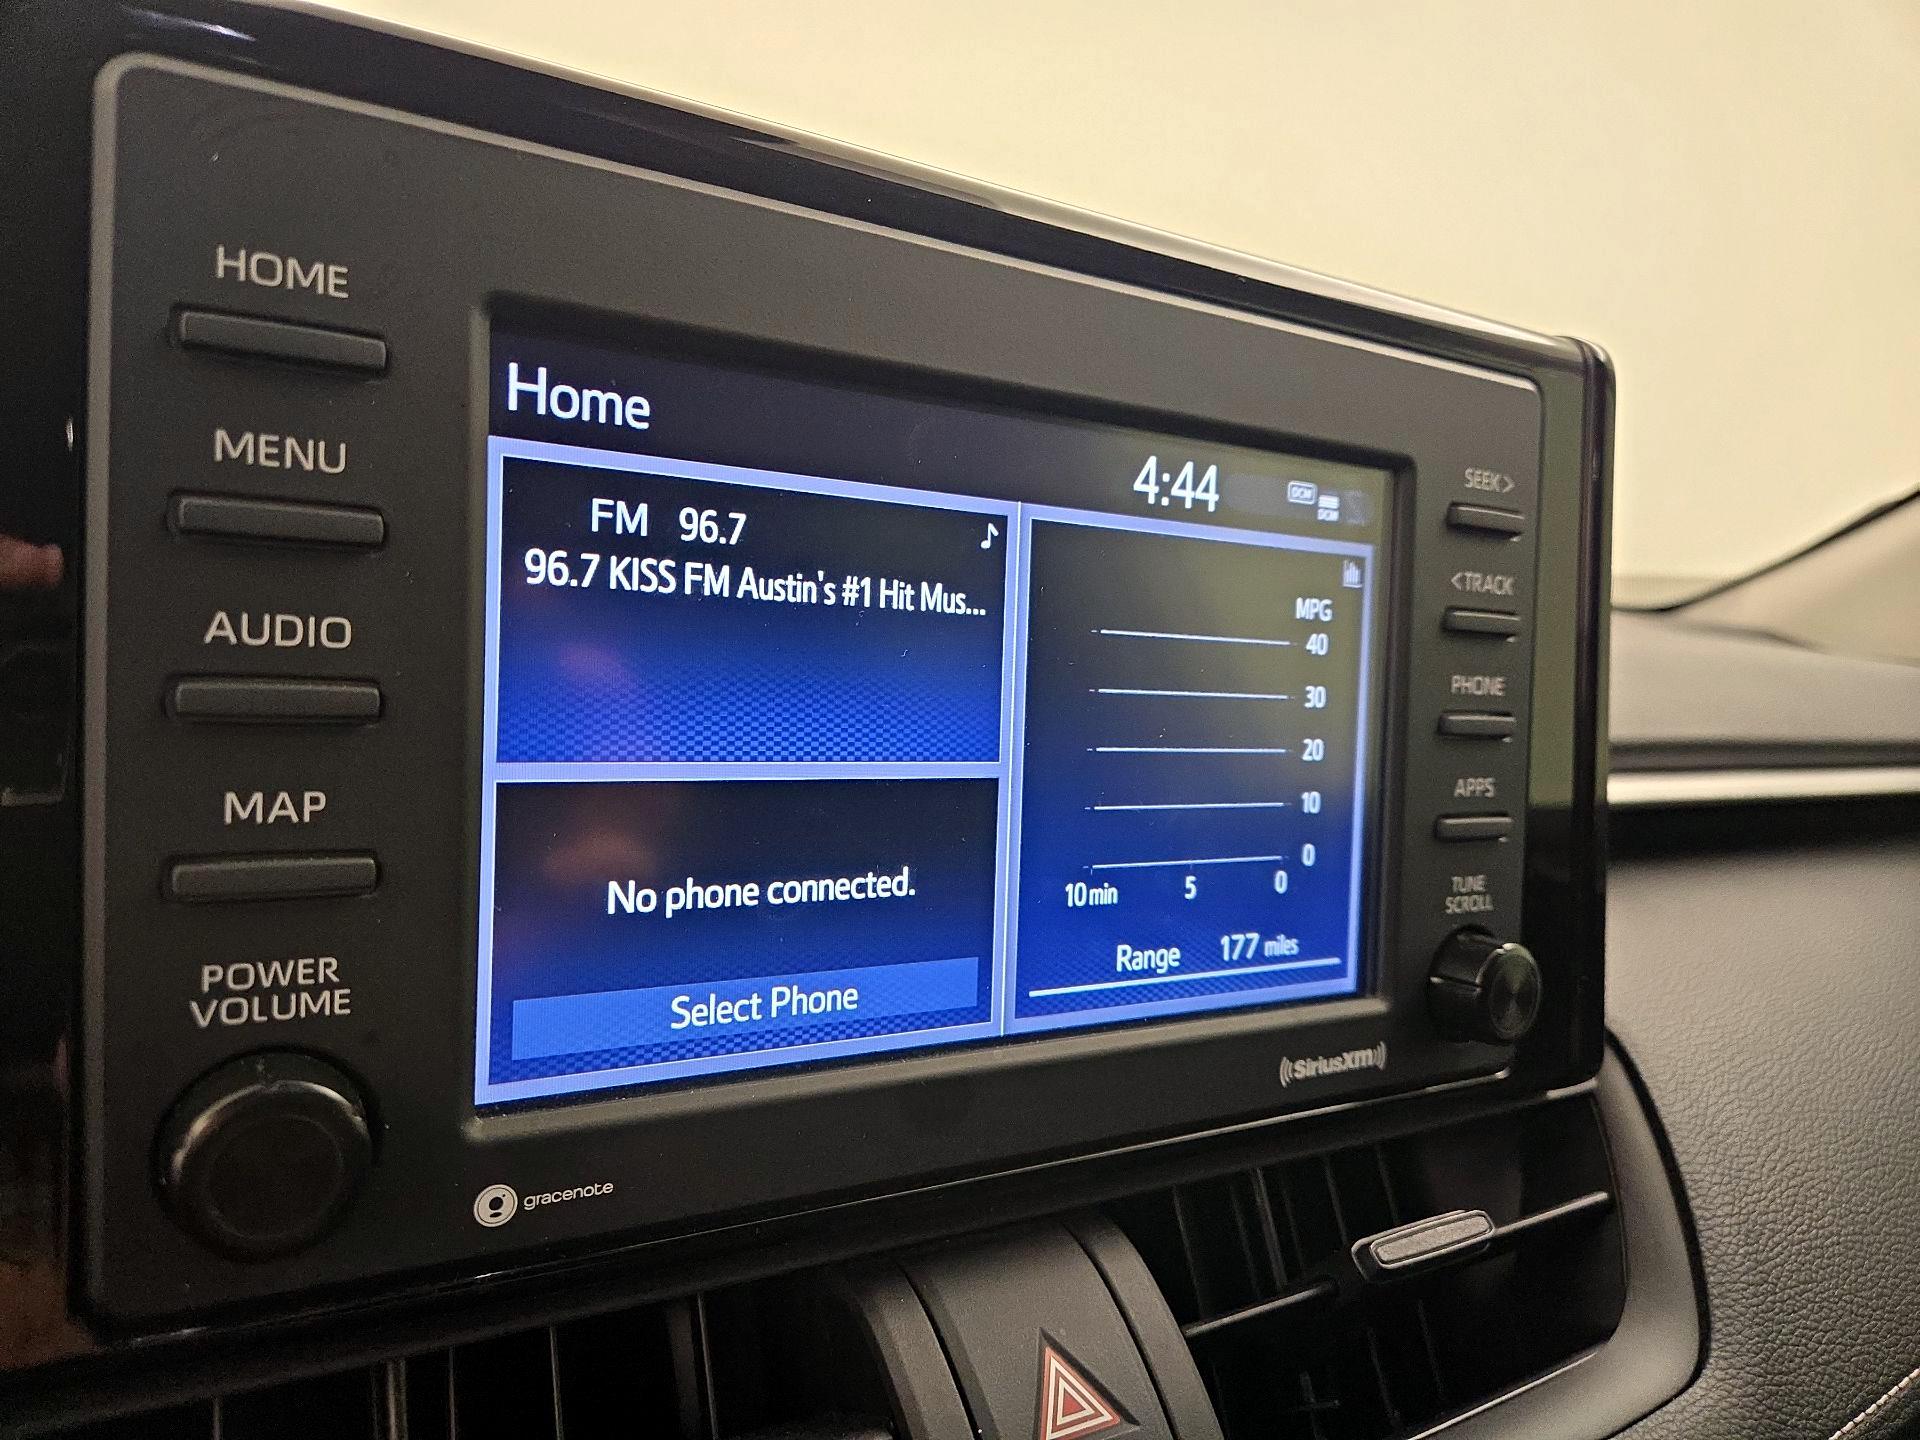 HOME
MENU
AUDIO
MAP
POWER
VOLUME
Home
4:44
DCM
DCM
FM 96.7
96.7 KISS FM Austin's #1 Hit Mus...
No phone connected.
Select Phone
MPG
40
30
20
10
0
10 min 5 0
Range 177 miles
SEEK>
<TRACK
PHONE
APPS
TUNE
SCROLL
((SiriusXM))
gracenote